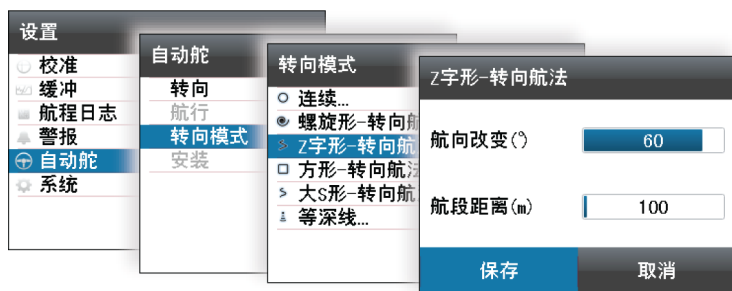 设置
校准
缓冲
航程日志
警报
自动舵
系统
自动舵
转向
航行
转向模式
安装
转向模式
连续...
螺旋形-转向航
Z字形-转向航
方形-转向航法
大S形-转向航
等深线...
Z字形-转向航法
航向改变(°) 60
航段距离(m) 100
保存 取消